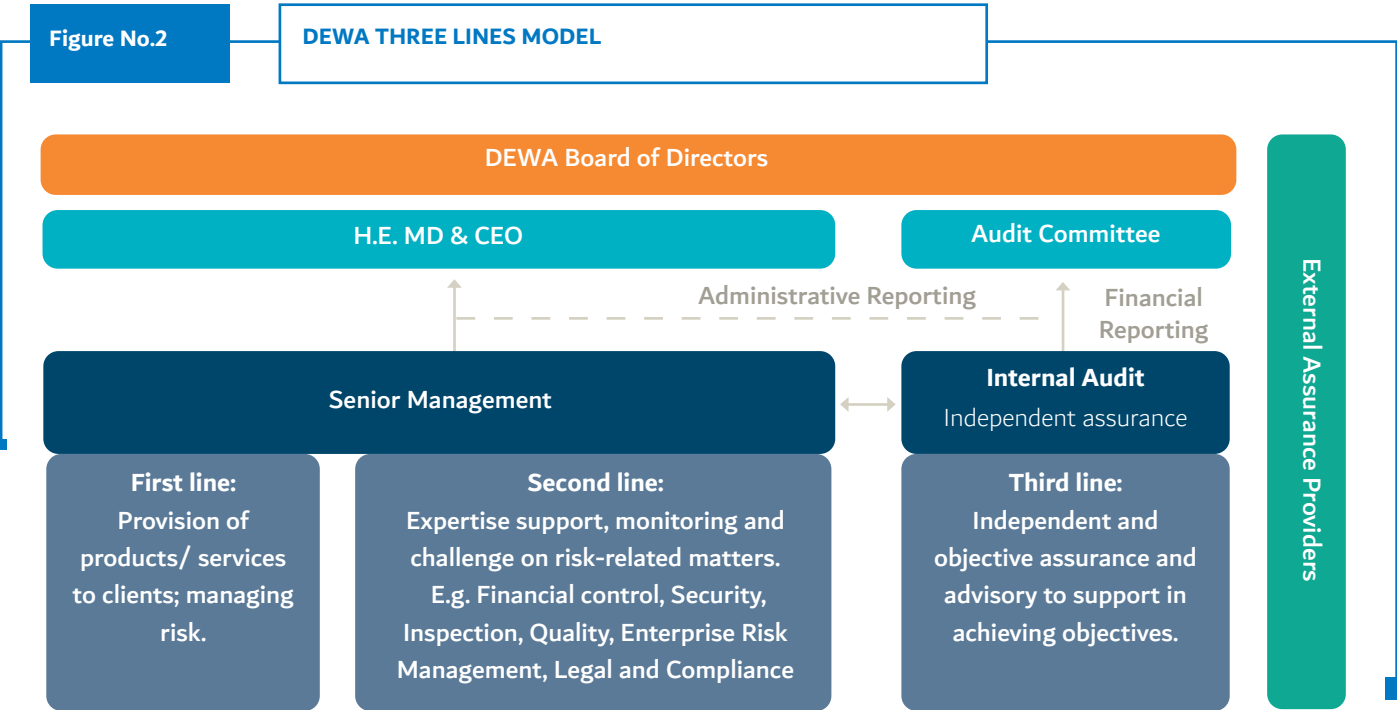 Figure No.2
DEWA THREE LINES MODEL
DEWA Board of Directors
H.E. MD & CEO
Audit Committee
Administrative Reporting
Financial
Reporting
Senior Management
Internal Audit
Independent assurance
First line:
Provision of
products/ services
to clients; managing
risk.
Second line:
Expertise support, monitoring and
challenge on risk-related matters.
E.g. Financial control, Security,
Inspection, Quality, Enterprise Risk
Management, Legal and Compliance
Third line:
Independent and
objective assurance and
advisory to support in
achieving objectives.
External Assurance Providers